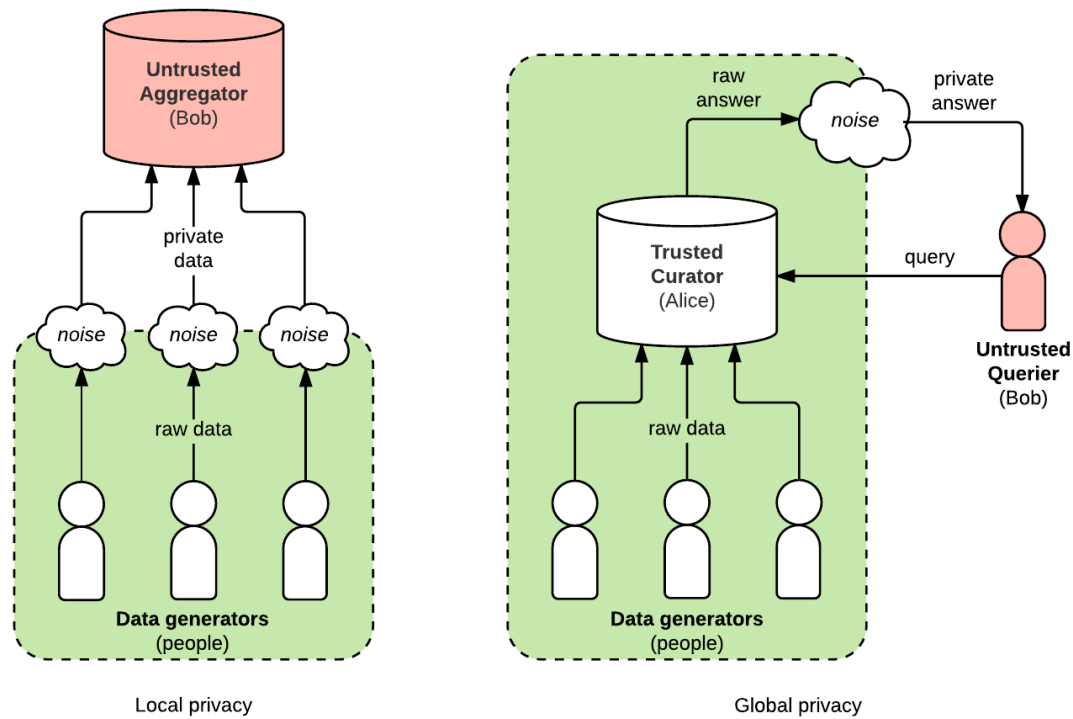 Untrusted
Aggregator
(Bob)
private
data
noise
noise
noise
raw data
Data generators
(people)
Local privacy
raw
answer
noise
private
answer
Trusted
Curator
(Alice)
query
Untrusted
Querier
(Bob)
raw data
Data generators
(people)
Global privacy